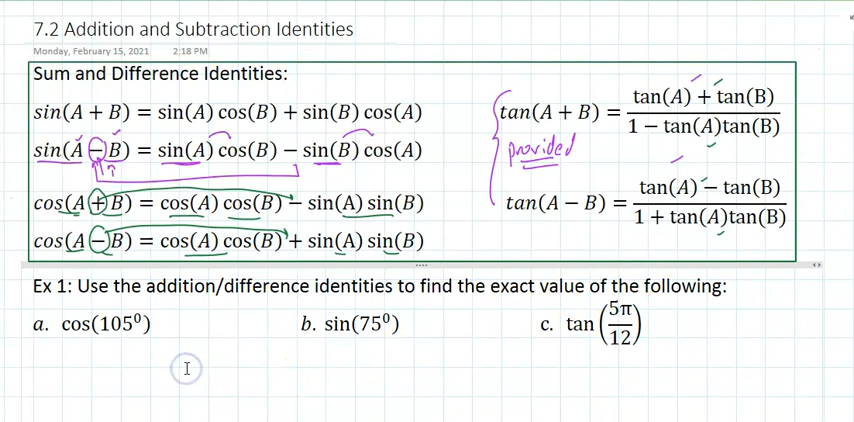 7.2 Addition and Subtraction Identities
Monday, February 15, 2021 2:18 PM
Sum and Difference Identities:
sin(A + B) = sin(A) cos(B) + sin(B) cos(A)
sin(A − B) = sin(A) cos(B) − sin(B) cos(A)
cos(A + B) = cos(A) cos(B) − sin(A) sin(B)
cos(A − B) = cos(A) cos(B) + sin(A) sin(B)
tan(A + B) = (tan(A) + tan(B))/(1 − tan(A)tan(B))
provided
tan(A − B) = (tan(A) − tan(B))/(1 + tan(A)tan(B))
Ex 1: Use the addition/difference identities to find the exact value of the following:
a. cos(105⁰) b. sin(75⁰) c. tan(5π/12)